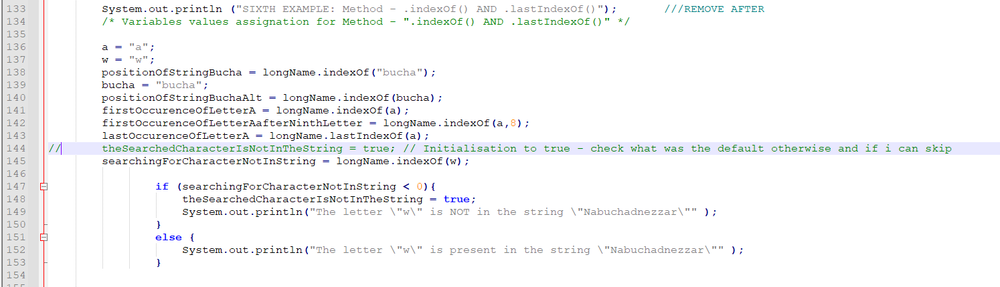 133 System.out.println ("SIXTH EXAMPLE: Method - .indexOf() AND .lastIndexOf()"); ///REMOVE AFTER
134 /* Variables values assignation for Method - ".indexOf() AND .lastIndexOf()" */
135
136 a = "a";
137 w = "w";
138 positionOfStringBucha = longName.indexOf("bucha");
139 bucha = "bucha";
140 positionOfStringBuchaAlt = longName.indexOf(bucha);
141 firstOccurenceOfLetterA = longName.indexOf(a);
142 firstOccurenceOfLetterAafterNinthLetter = longName.indexOf(a,8);
143 lastOccurenceOfLetterA = longName.lastIndexOf(a);
144 // theSearchedCharacterIsNotInTheString = true; // Initialisation to true - check what was the default otherwise and if i can skip
145 searchingForCharacterNotInString = longName.indexOf(w);
146
147 if (searchingForCharacterNotInString < 0){
148 theSearchedCharacterIsNotInTheString = true;
149 System.out.println("The letter \"w\" is NOT in the string \"Nabuchadnezzar\"" );
150 }
151 else {
152 System.out.println("The letter \"w\" is present in the string \"Nabuchadnezzar\"" );
153 }
154